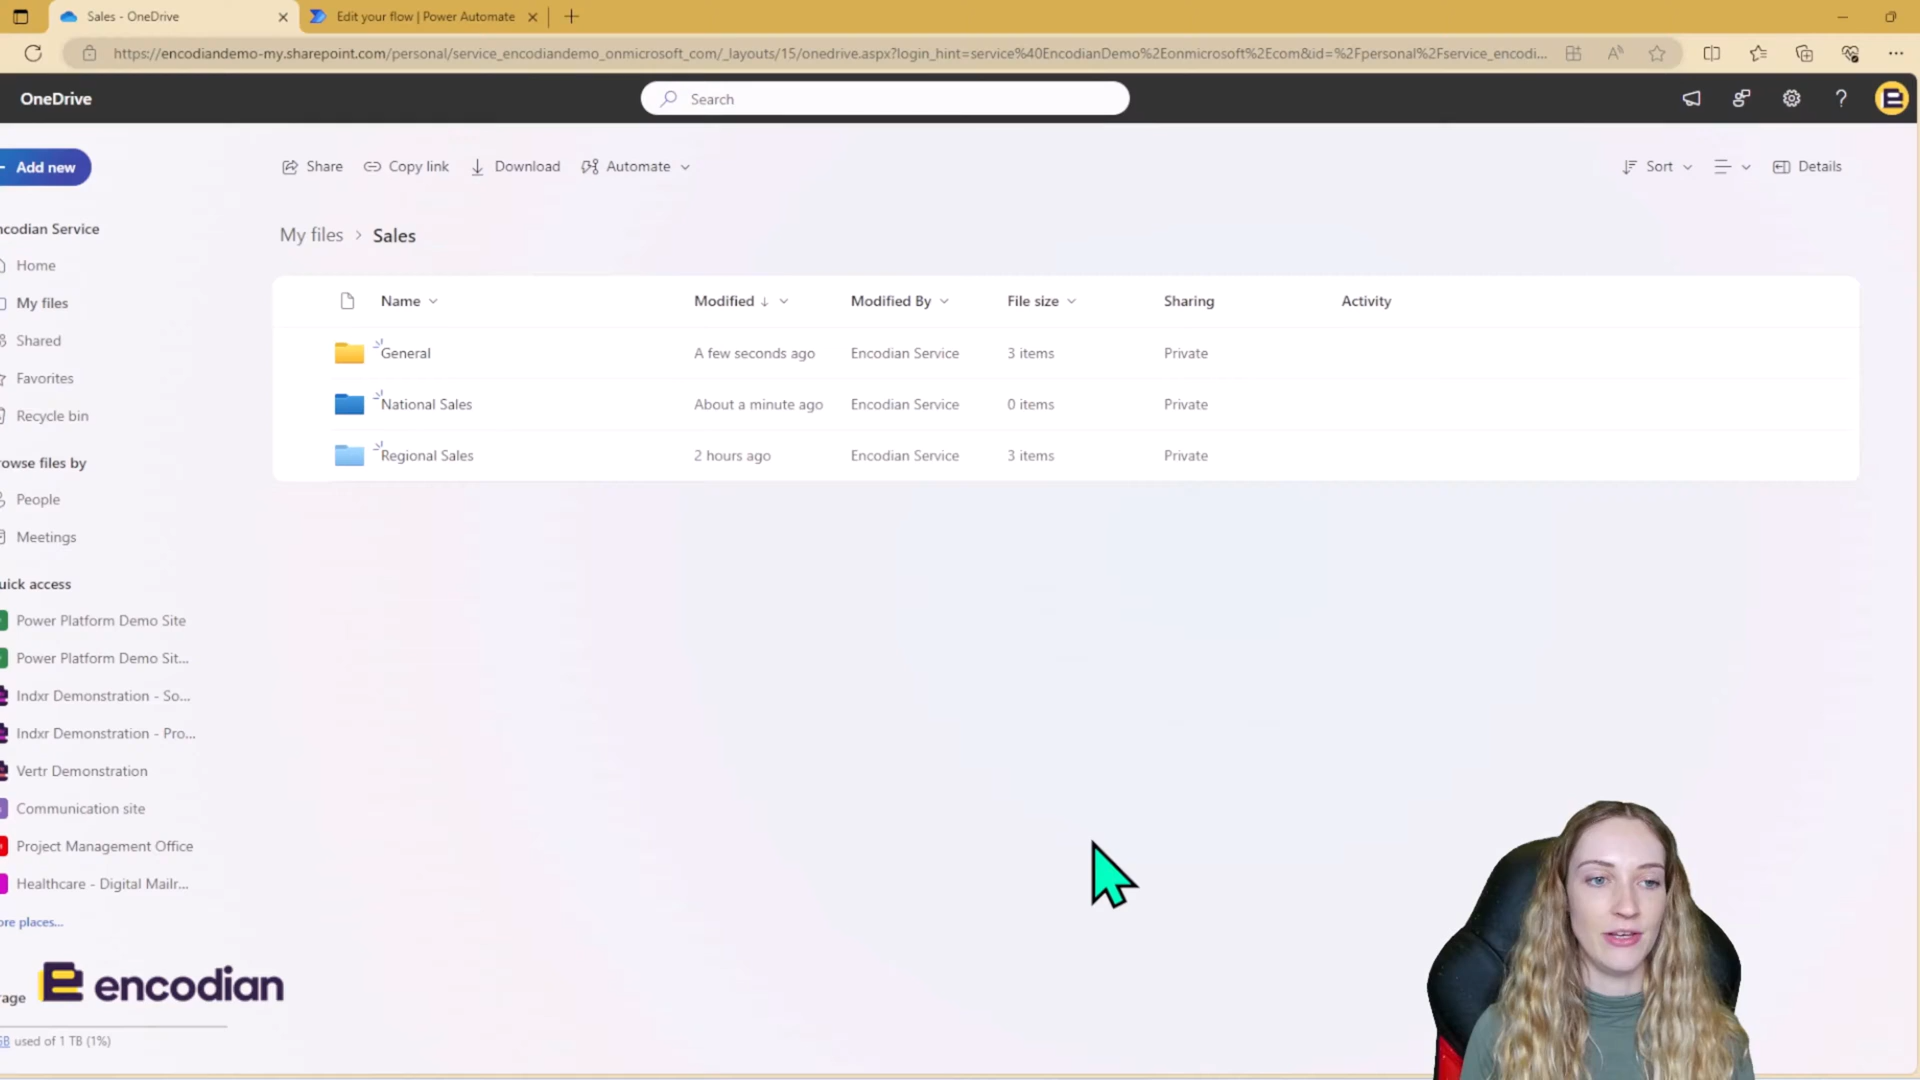 Sales - OneDrive
Edit your flow | Power Automate
https://encodiandemo-my.sharepoint.com/personal/service_encodiandemo_onmicrosoft_com/_layouts/15/onedrive.aspx?login_hint=service%40EncodianDemo%2Eonmicrosoft%2Ecom&id=%2Fpersonal%2Fservice_encodi...
OneDrive
Search
Add new
Share
Copy link
Download
Automate
Sort
Details
My files > Sales
ncodian Service
Home
My files
Shared
Favorites
Recycle bin
rowse files by
People
Meetings
uick access
Power Platform Demo Site
Power Platform Demo Sit...
Indxr Demonstration - So...
Indxr Demonstration - Pro...
Vertr Demonstration
Communication site
Project Management Office
Healthcare - Digital Mailr...
ore places...
rage
encodian
GB used of 1 TB (1%)
Name Modified Modified By File size Sharing Activity
General A few seconds ago Encodian Service 3 items Private
National Sales About a minute ago Encodian Service 0 items Private
Regional Sales 2 hours ago Encodian Service 3 items Private